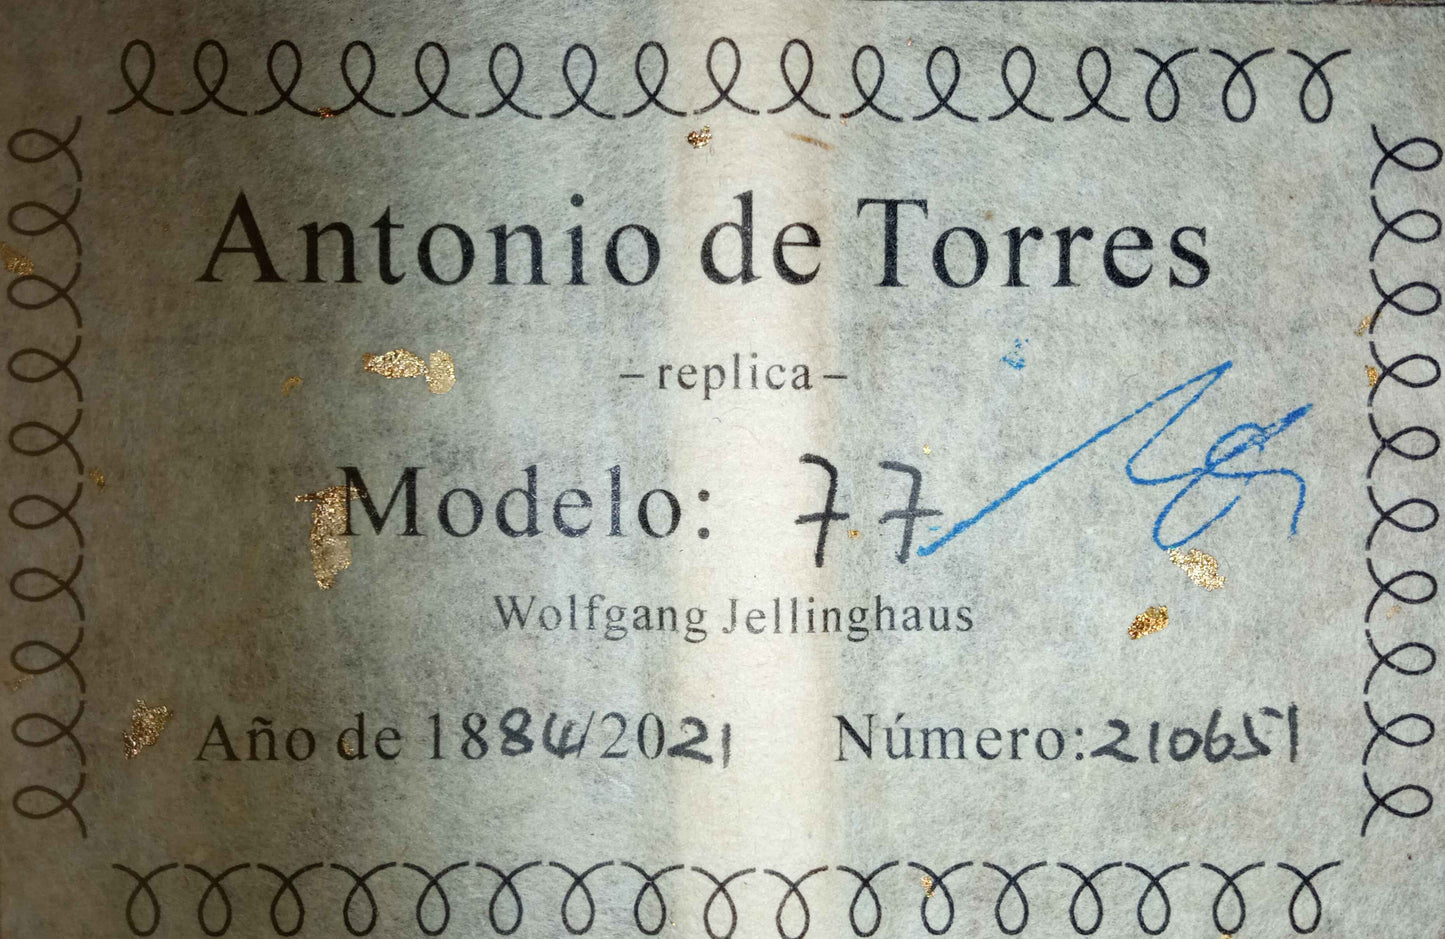 Antonio de Torres
– replica –
Modelo: 77
Wolfgang Jellinghaus
Año de 1884/2021 Número: 210651